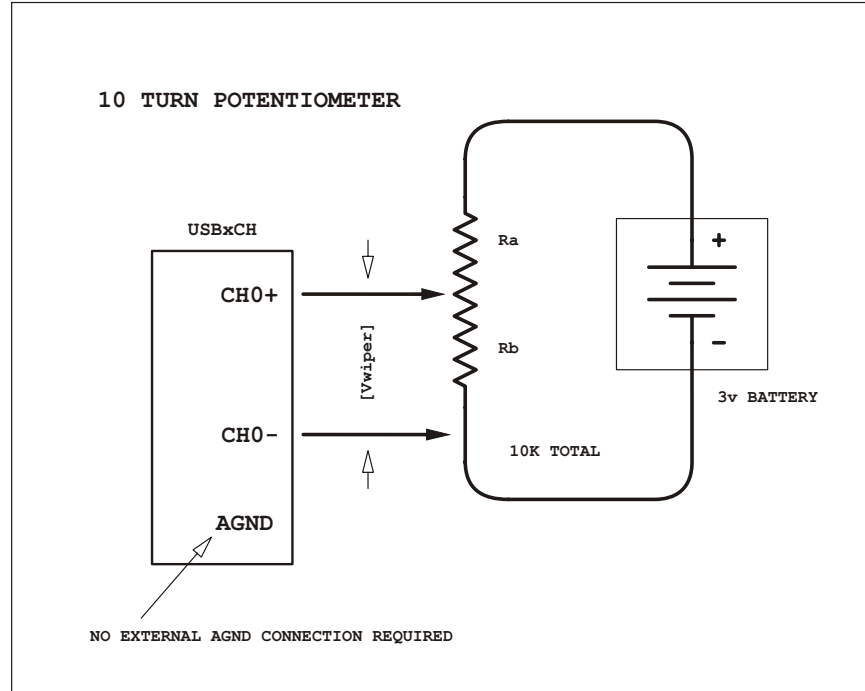 10 TURN POTENTIOMETER
USBxCH
Ra
+
CH0+
[Vwiper]
Rb
-
3v BATTERY
CH0-
10K TOTAL
AGND
NO EXTERNAL AGND CONNECTION REQUIRED